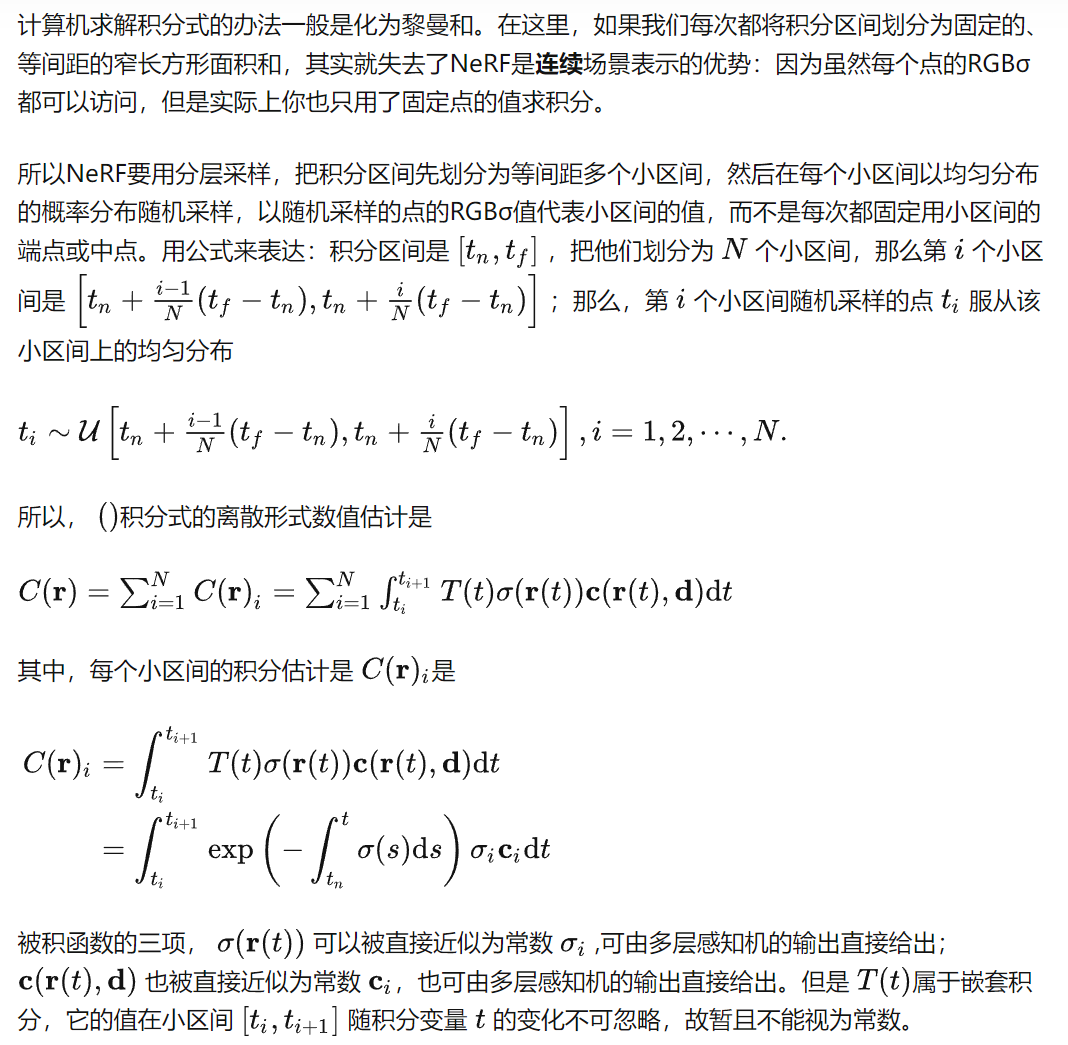 计算机求解积分式的办法一般是化为黎曼和。在这里，如果我们每次都将积分区间划分为固定的、
等间距的窄长方形面积和，其实就失去了NeRF是连续场景表示的优势：因为虽然每个点的RGBσ
都可以访问，但是实际上你也只用了固定点的值求积分。
所以NeRF要用分层采样，把积分区间先划分为等间距多个小区间，然后在每个小区间以均匀分布
的概率分布随机采样，以随机采样的点的RGBσ值代表小区间的值，而不是每次都固定用小区间的
端点或中点。用公式来表达：积分区间是 $[t_n, t_f]$ ，把他们划分为 $N$ 个小区间，那么第 $i$ 个小区
间是 $\left[t_n + \frac{i-1}{N}(t_f - t_n), t_n + \frac{i}{N}(t_f - t_n)\right]$ ；那么，第 $i$ 个小区间随机采样的点 $t_i$ 服从该
小区间上的均匀分布
$t_i \sim \mathcal{U}\left[t_n + \frac{i-1}{N}(t_f - t_n), t_n + \frac{i}{N}(t_f - t_n)\right], i = 1, 2, \cdots, N.$
所以， ()积分式的离散形式数值估计是
$C(\mathbf{r}) = \sum_{i=1}^{N} C(\mathbf{r})_i = \sum_{i=1}^{N} \int_{t_i}^{t_{i+1}} T(t)\sigma(\mathbf{r}(t))\mathbf{c}(\mathbf{r}(t), \mathbf{d})\mathrm{d}t$
其中，每个小区间的积分估计是 $C(\mathbf{r})_i$是
$C(\mathbf{r})_i = \int_{t_i}^{t_{i+1}} T(t)\sigma(\mathbf{r}(t))\mathbf{c}(\mathbf{r}(t), \mathbf{d})\mathrm{d}t$
$= \int_{t_i}^{t_{i+1}} \exp\left(-\int_{t_n}^{t} \sigma(s)\mathrm{d}s\right) \sigma_i \mathbf{c}_i \mathrm{d}t$
被积函数的三项， $\sigma(\mathbf{r}(t))$ 可以被直接近似为常数 $\sigma_i$ ,可由多层感知机的输出直接给出；
$\mathbf{c}(\mathbf{r}(t), \mathbf{d})$ 也被直接近似为常数 $\mathbf{c}_i$，也可由多层感知机的输出直接给出。但是 $T(t)$属于嵌套积
分，它的值在小区间 $[t_i, t_{i+1}]$ 随积分变量 $t$ 的变化不可忽略，故暂且不能视为常数。